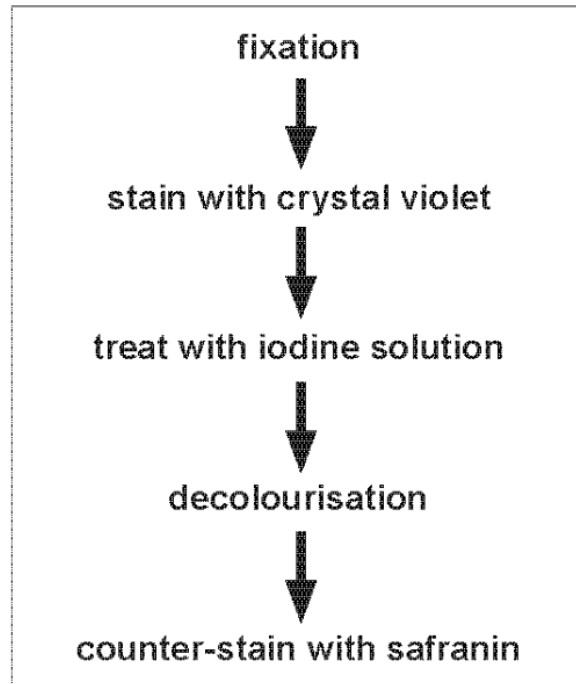 fixation
stain with crystal violet
treat with iodine solution
decolourisation
counter-stain with safranin